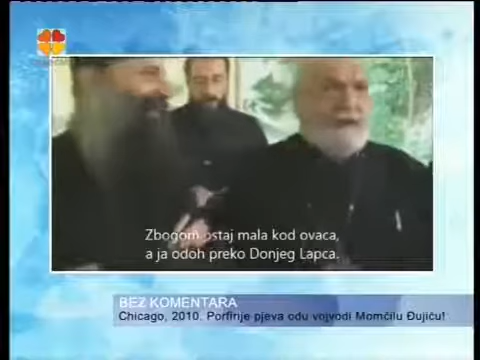 Zbogom ostaj mala kod ovaca,
a ja odoh preko Donjeg Lapca.
BEZ KOMENTARA
Chicago, 2010. Porfirije pjeva odu vojvodi Momčilu Đujiću!